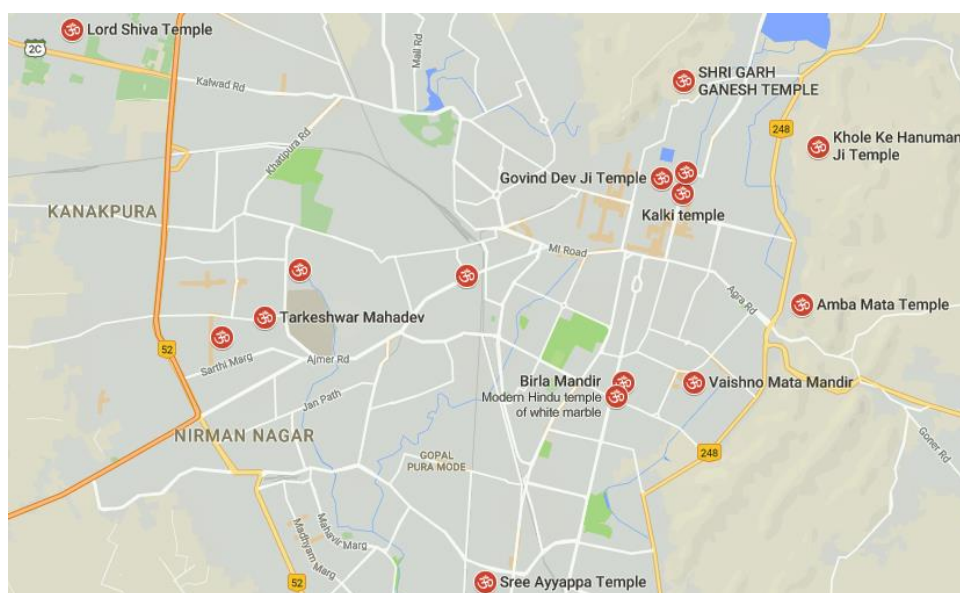 Lord Shiva Temple
2C
Kalwad Rd
Mall Rd
SHRI GARH
GANESH TEMPLE
248
Khole Ke Hanuman
Ji Temple
Khatipura Rd
Govind Dev Ji Temple
KANAKPURA
Kalki temple
MI Road
Agra Rd
Amba Mata Temple
Tarkeshwar Mahadev
52
Sarthi Marg
Ajmer Rd
Birla Mandir
Modern Hindu temple
of white marble
Vaishno Mata Mandir
Jan Path
NIRMAN NAGAR
GOPAL
PURA MODE
248
Goner Rd
Mahavir Marg
Madhyam Marg
52
Sree Ayyappa Temple